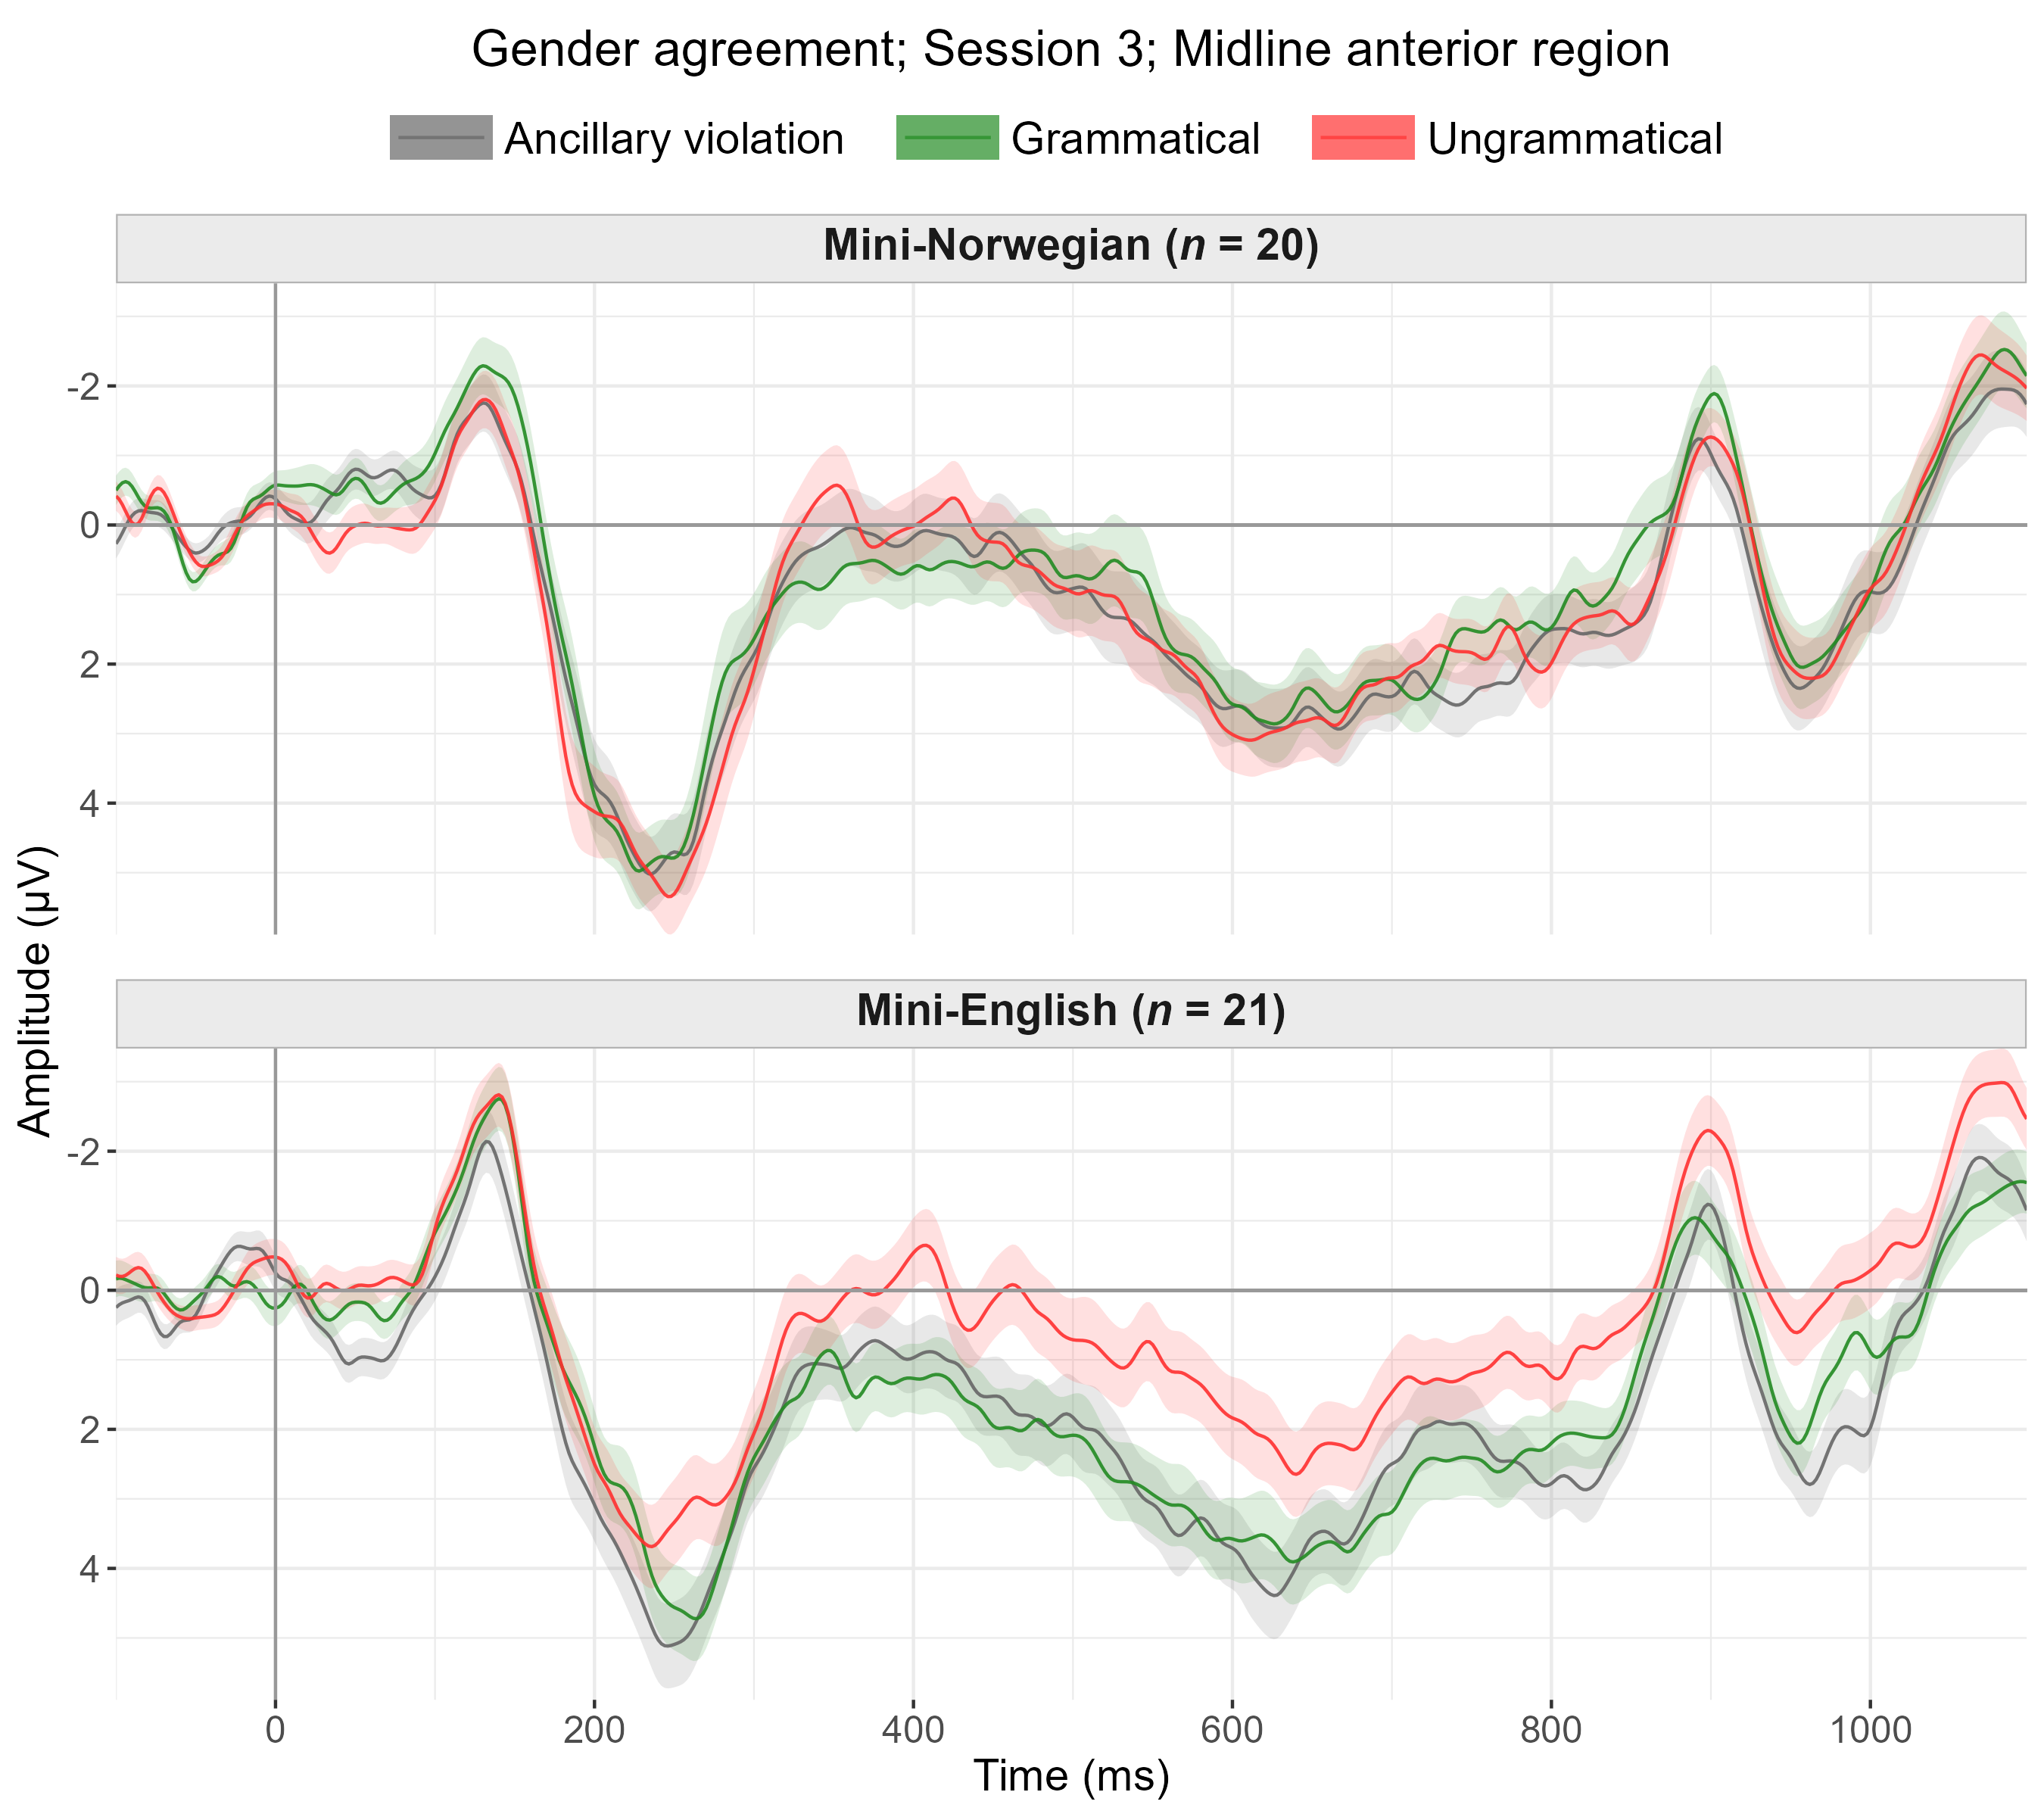 Gender agreement; Session 3; Midline anterior region
Ancillary violation Grammatical Ungrammatical
Mini-Norwegian (n = 20)
-2
0
2
4
Amplitude (µV)
Mini-English (n = 21)
-2
0
2
4
0 200 400 600 800 1000
Time (ms)